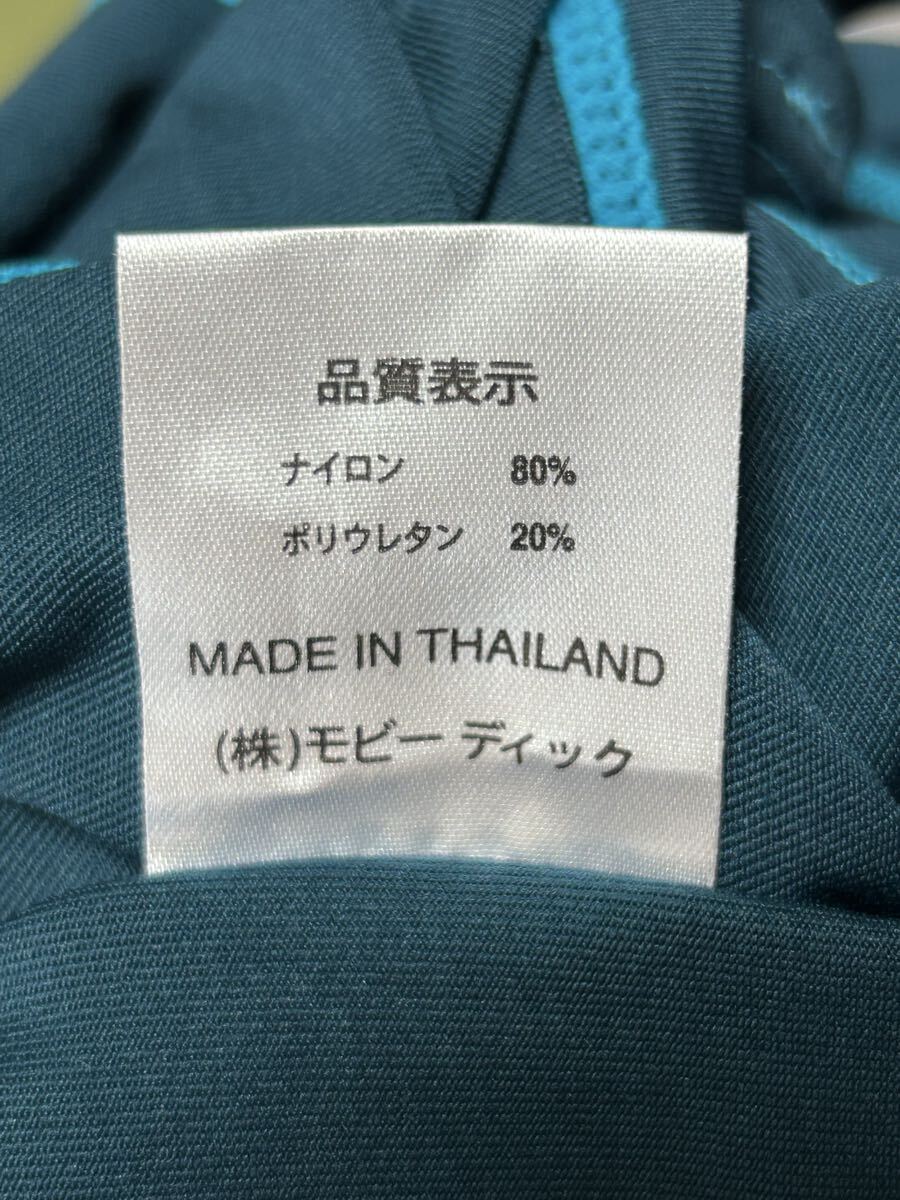 品質表示
ナイロン 80%
ポリウレタン 20%
MADE IN THAILAND
(株)モビー ディック